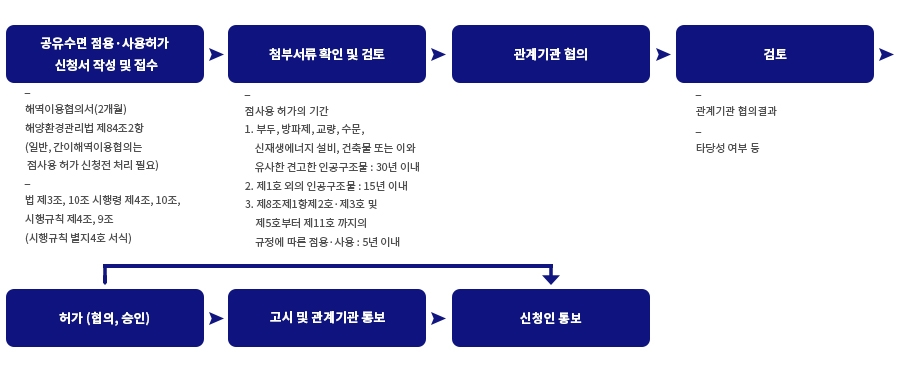 공유수면 점용·사용허가
신청서 작성 및 접수
첨부서류 확인 및 검토
관계기관 협의
검토
–
해역이용협의서(2개월)
해양환경관리법 제84조2항
(일반, 간이해역이용협의는
점사용 허가 신청전 처리 필요)
–
법 제3조, 10조 시행령 제4조, 10조,
시행규칙 제4조, 9조
(시행규칙 별지4호 서식)
–
점사용 허가의 기간
1. 부두, 방파제, 교량, 수문,
신재생에너지 설비, 건축물 또는 이와
유사한 견고한 인공구조물 : 30년 이내
2. 제1호 외의 인공구조물 : 15년 이내
3. 제8조제1항제2호·제3호 및
제5호부터 제11호 까지의
규정에 따른 점용·사용 : 5년 이내
–
관계기관 협의결과
–
타당성 여부 등
허가 (협의, 승인)
고시 및 관계기관 통보
신청인 통보